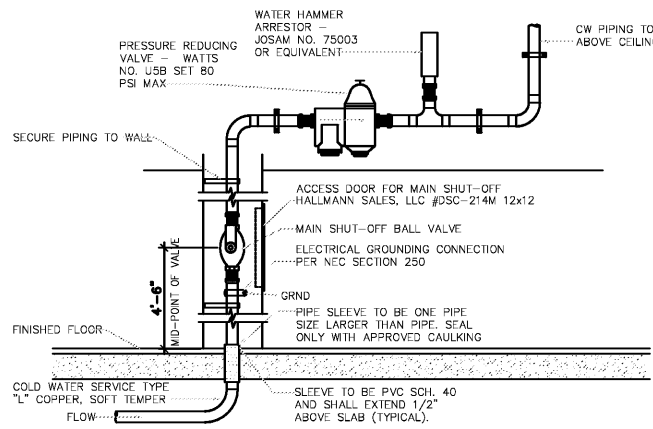 WATER HAMMER
ARRESTOR -
JOSAM NO. 75003
OR EQUIVALENT
CW PIPING TO
ABOVE CEILING
PRESSURE REDUCING
VALVE - WATTS
NO. U5B SET 80
PSI MAX
SECURE PIPING TO WALL
ACCESS DOOR FOR MAIN SHUT-OFF
HALLMANN SALES, LLC #DSC-214M 12x12
MAIN SHUT-OFF BALL VALVE
ELECTRICAL GROUNDING CONNECTION
PER NEC SECTION 250
4'-6"
MID-POINT OF VALVE
GRND
PIPE SLEEVE TO BE ONE PIPE
SIZE LARGER THAN PIPE. SEAL
ONLY WITH APPROVED CAULKING
FINISHED FLOOR
COLD WATER SERVICE TYPE
"L" COPPER, SOFT TEMPER
FLOW
SLEEVE TO BE PVC SCH. 40
AND SHALL EXTEND 1/2"
ABOVE SLAB (TYPICAL).